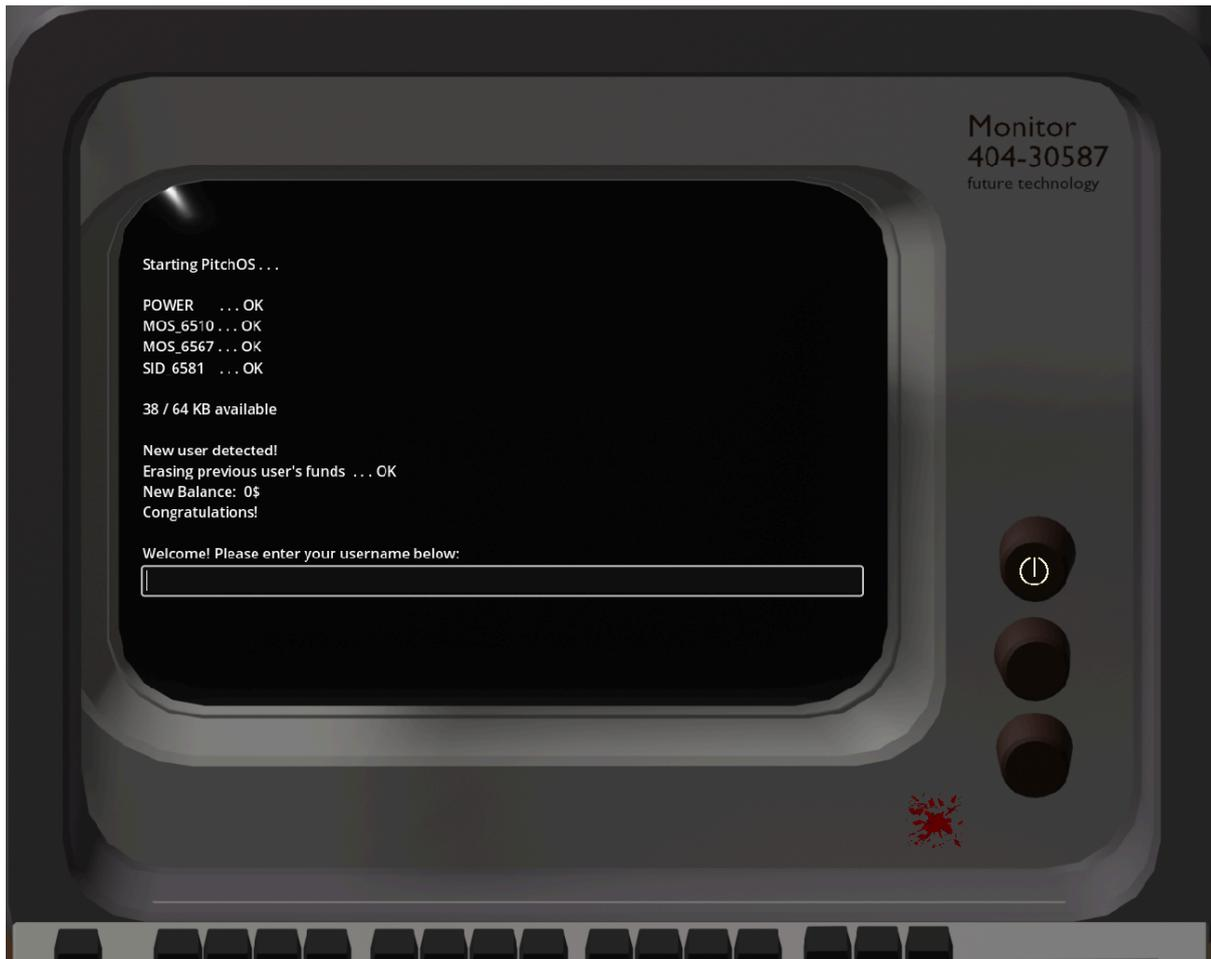 Monitor
404-30587
future technology
Starting PitchOS . . .
POWER . . . OK
MOS_6510 . . . OK
MOS_6567 . . . OK
SID 6581 . . . OK
38 / 64 KB available
New user detected!
Erasing previous user's funds . . . OK
New Balance: 0$
Congratulations!
Welcome! Please enter your username below: